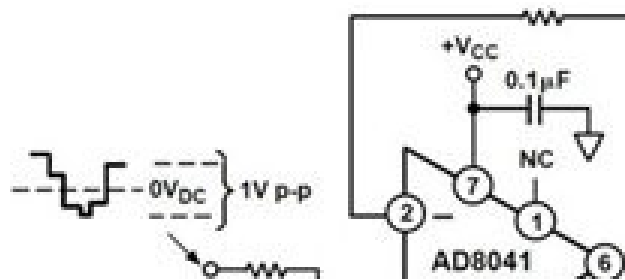 +VCC
0.1µF
NC
0VDC
1V p-p
7
2
1
6
AD8041